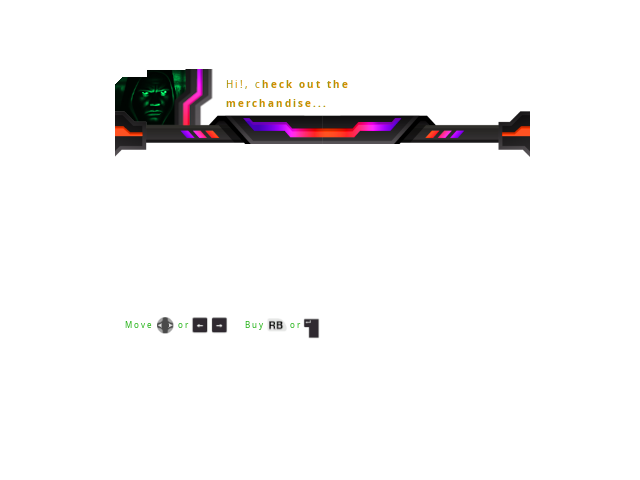 Hi!, check out the
merchandise...
Move or ← → Buy RB or